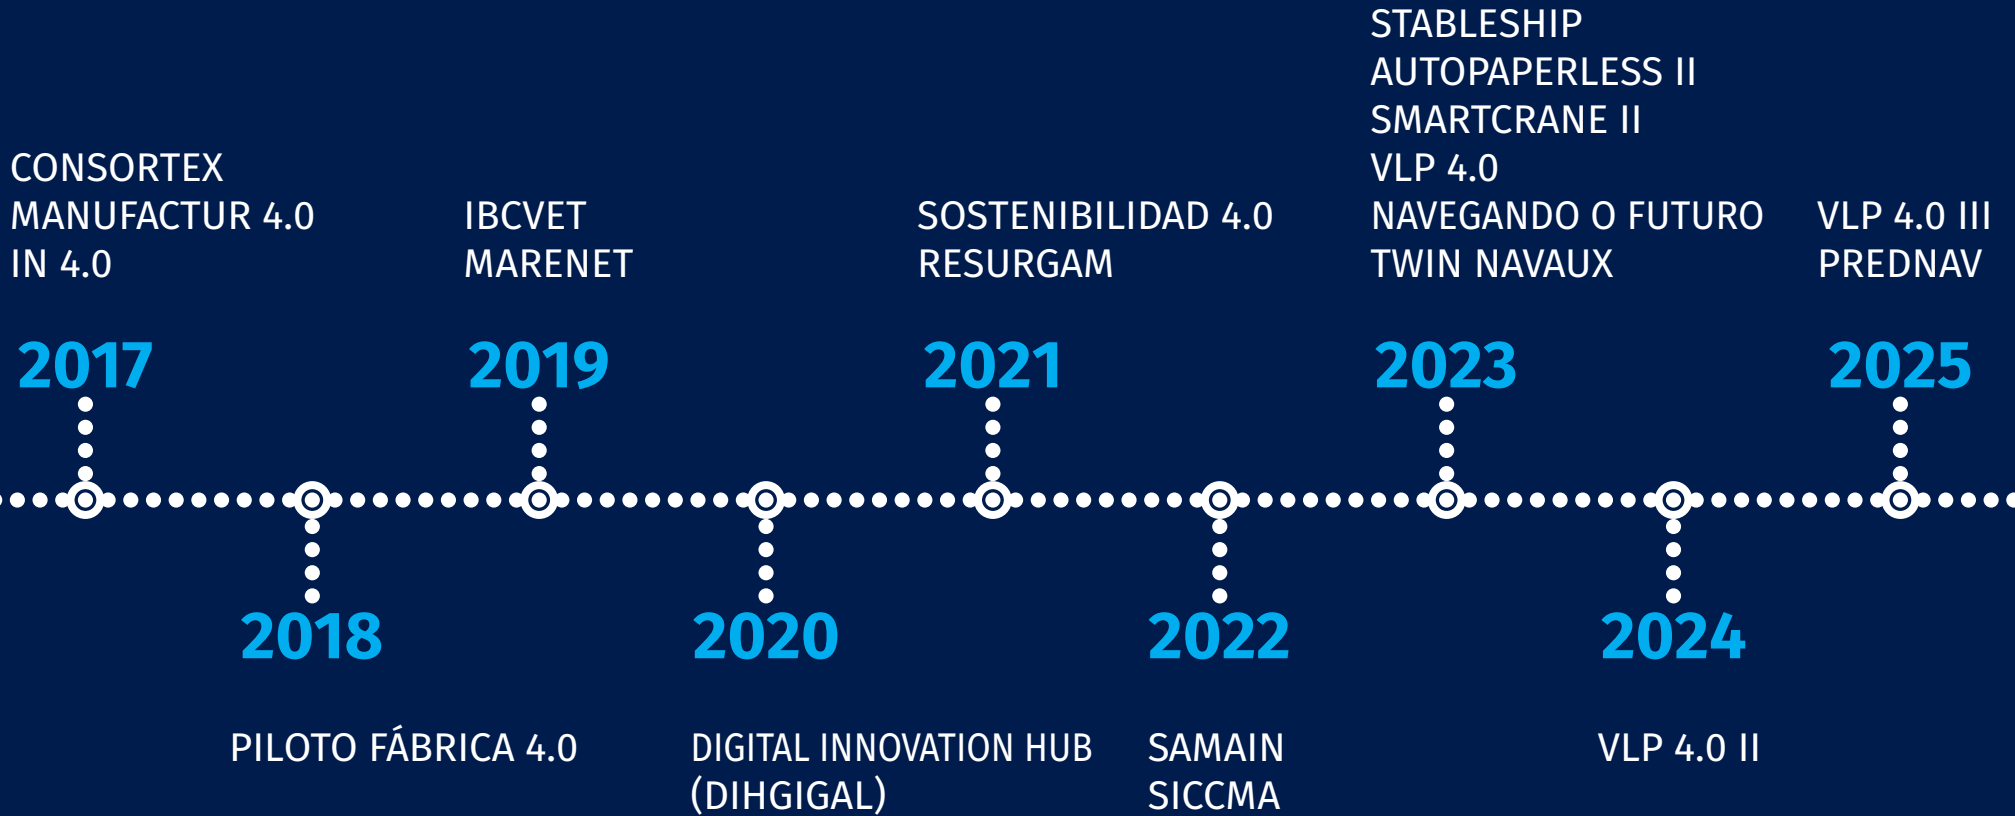 CONSORTEX
MANUFACTUR 4.0
IN 4.0
2017
2018
PILOTO FÁBRICA 4.0
IBCVET
MARENET
2019
2020
DIGITAL INNOVATION HUB
(DIHGIGAL)
SOSTENIBILIDAD 4.0
RESURGAM
2021
2022
SAMAIN
SICCMA
STABLESHIP
AUTOPAPERLESS II
SMARTCRANE II
VLP 4.0
NAVEGANDO O FUTURO
TWIN NAVAUX
2023
2024
VLP 4.0 II
VLP 4.0 III
PREDNAV
2025